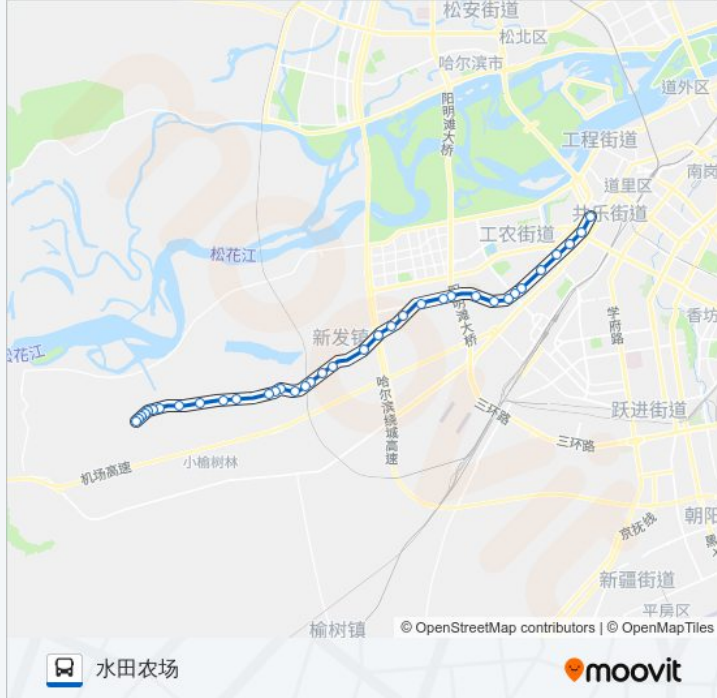 松安街道
松北区
哈尔滨市
道外区
阳明滩大桥
工程街道
南岗
道里区
共乐街道
工农街道
松花江
阳明滩大桥
新发镇
学府路
香坊
公花江
哈尔滨绕城高速
三环路
跃进街道
三环路
小榆树林
机场高速
朝阳
京抚线
新疆街道
平房区
榆树镇
© OpenStreetMap contributors | © OpenMapTiles
水田农场
moovit